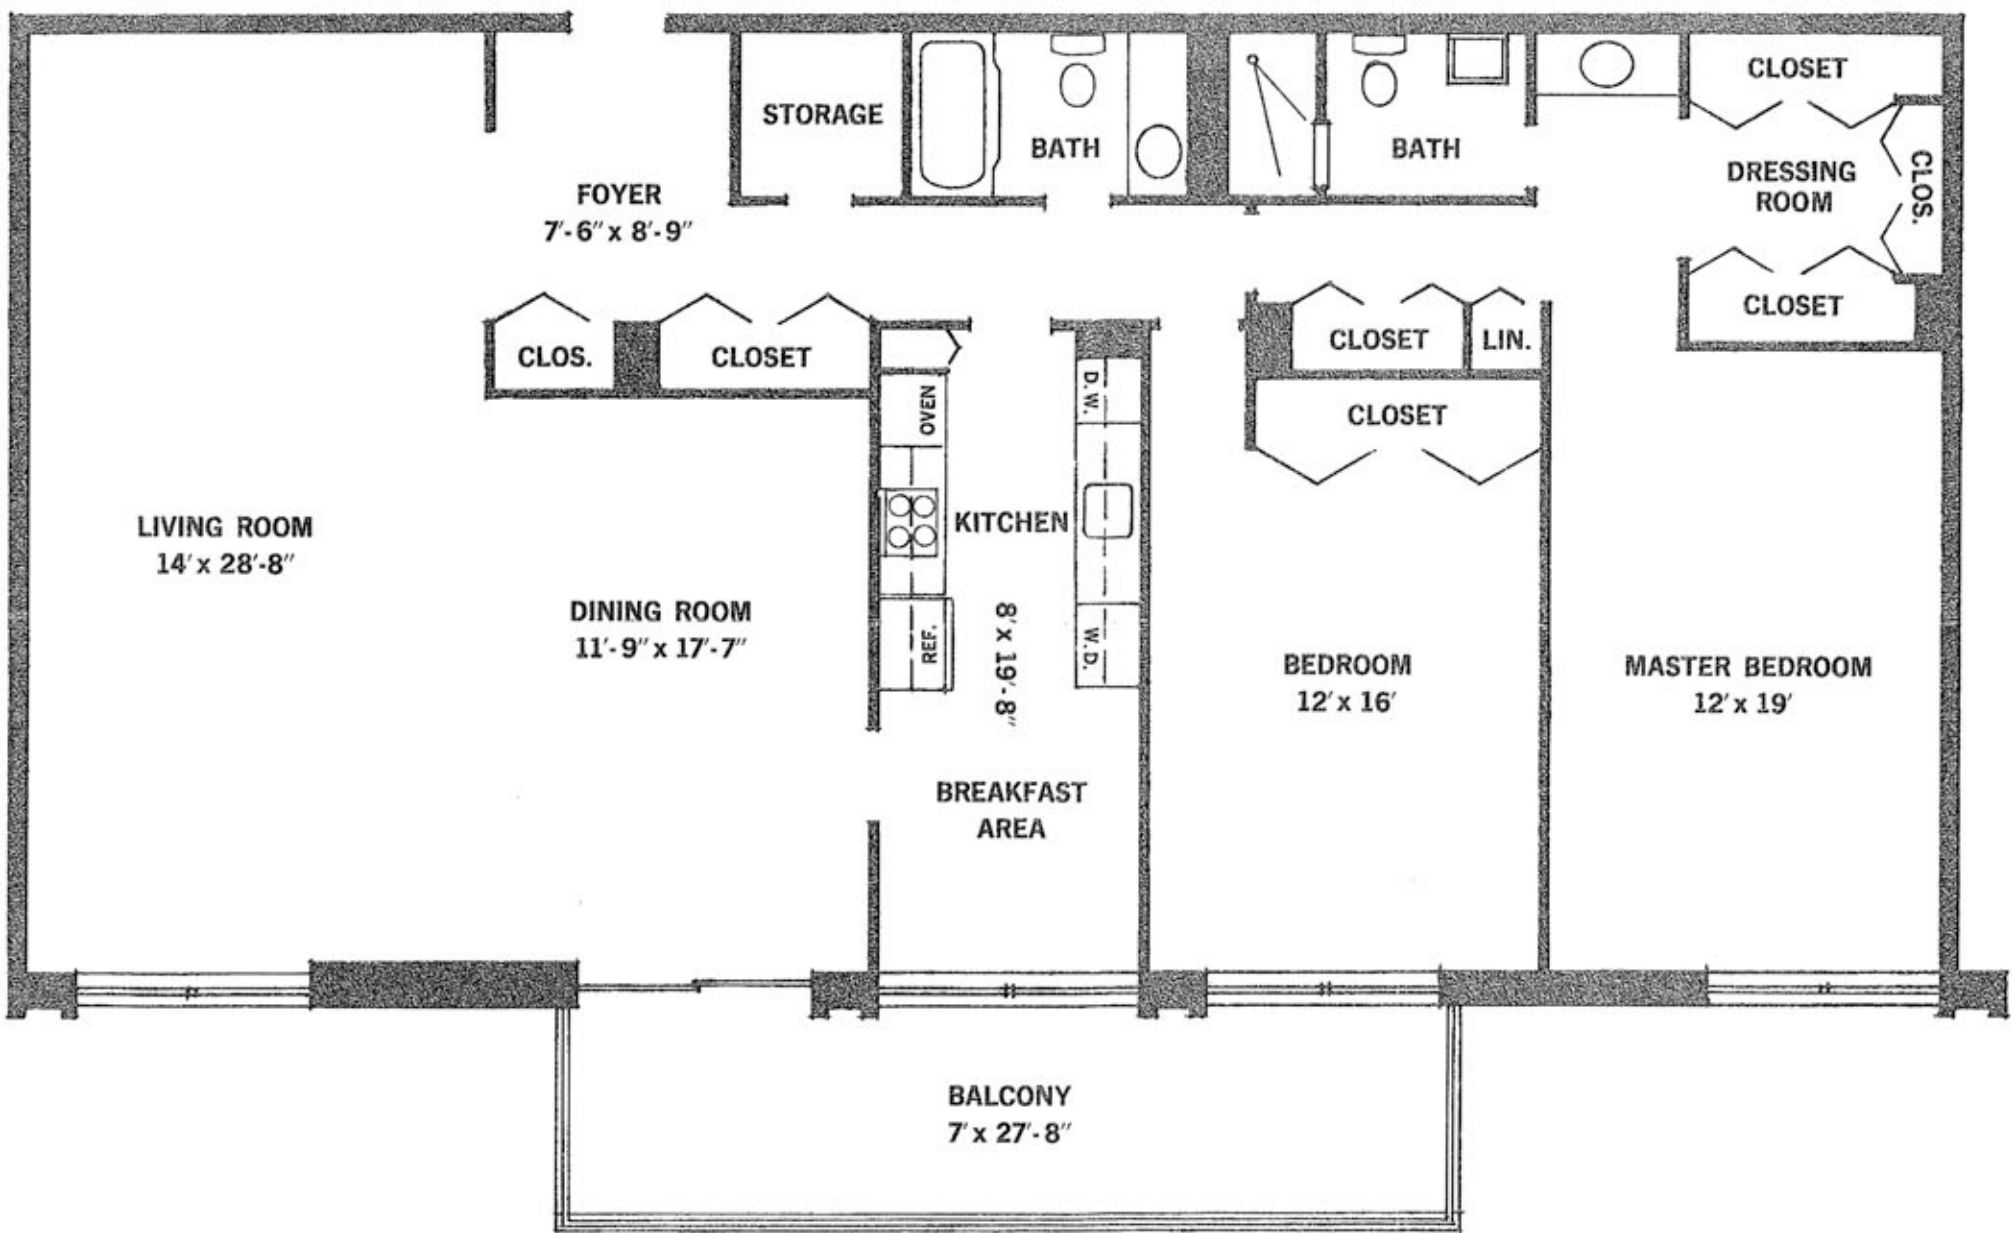 CLOSET
STORAGE
BATH
BATH
DRESSING
ROOM
CLOS.
FOYER
7'-6" x 8'-9"
CLOSET
CLOS.
CLOSET
CLOSET
LIN.
OVEN
D.W.
CLOSET
LIVING ROOM
14' x 28'-8"
KITCHEN
8' x 19'-8"
DINING ROOM
11'-9" x 17'-7"
REF.
W.D.
BEDROOM
12' x 16'
MASTER BEDROOM
12' x 19'
BREAKFAST
AREA
BALCONY
7' x 27'-8"